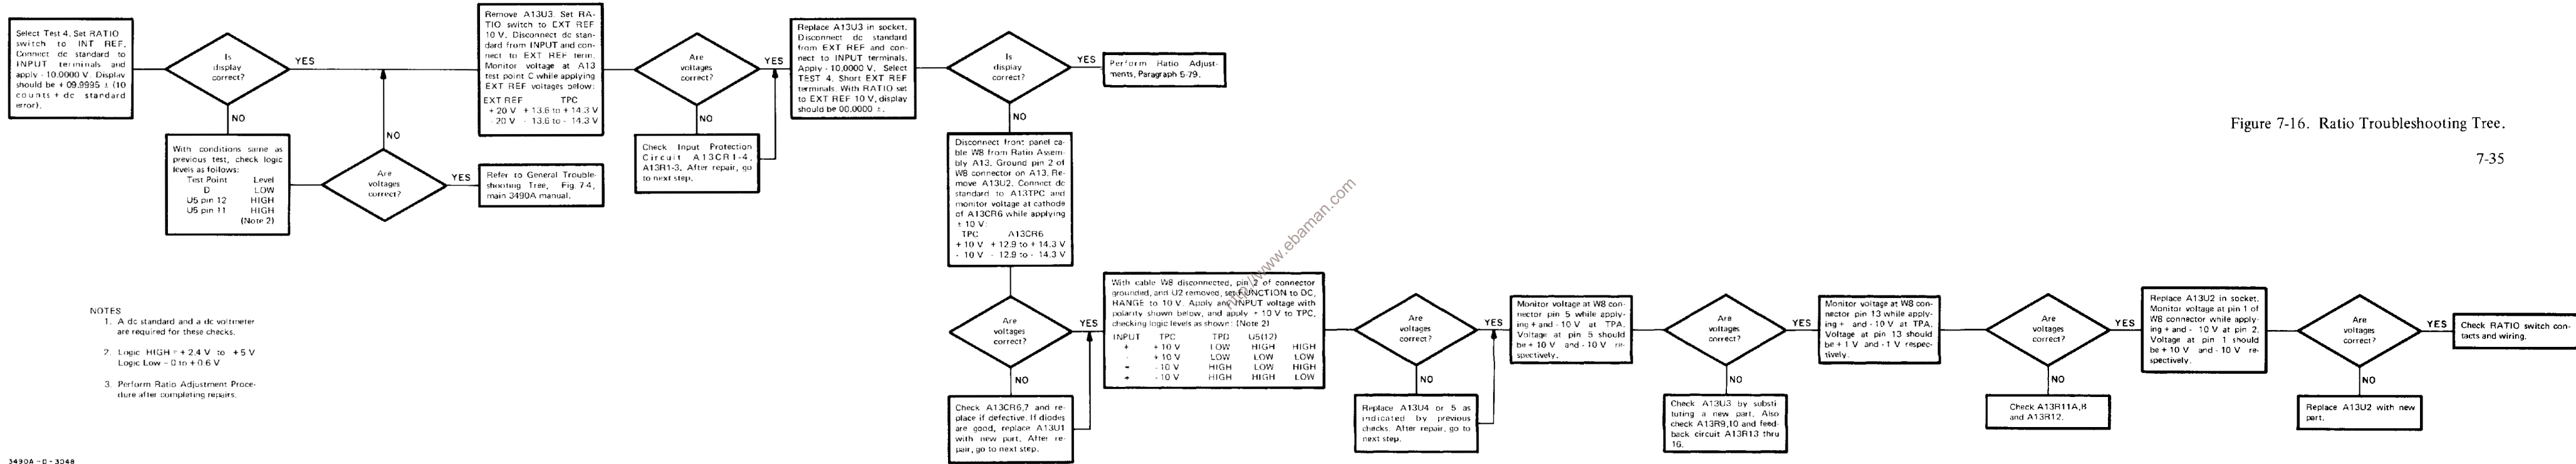 Select Test 4. Set RATIO
switch to INT REF.
Connect dc standard to
INPUT terminals and
apply - 10.0000 V. Display
should be + 09.9995 ± (10
counts + dc standard
error).
Is
display
correct?
YES
NO
With conditions same as
previous test, check logic
levels as follows:
Test Point Level
D LOW
U5 pin 12 HIGH
U5 pin 11 HIGH
(Note 2)
Are
voltages
correct?
NO
YES
Refer to General Trouble-
shooting Tree, Fig. 7-4,
main 3490A manual.
Remove A13U3. Set RA-
TIO switch to EXT REF
10 V. Disconnect dc stan-
dard from INPUT and con-
nect to EXT REF term.
Monitor voltage at A13
test point C while applying
EXT REF voltages below:
EXT REF TPC
+ 20 V + 13.6 to + 14.3 V
- 20 V - 13.6 to - 14.3 V
Are
voltages
correct?
YES
NO
Check Input Protection
Circuit A13CR1-4,
A13R1-3. After repair, go
to next step.
Replace A13U3 in socket.
Disconnect dc standard
from EXT REF and con-
nect to INPUT terminals.
Apply - 10.0000 V. Select
TEST 4. Short EXT REF
terminals. With RATIO set
to EXT REF 10 V, display
should be 00.0000 ±.
Is
display
correct?
YES
Perform Ratio Adjust-
ments, Paragraph 5-79.
NO
Disconnect front panel ca-
ble W8 from Ratio Assem-
bly A13. Ground pin 2 of
W8 connector on A13. Re-
move A13U2. Connect dc
standard to A13TPC and
monitor voltage at cathode
of A13CR6 while applying
± 10 V:
TPC A13CR6
+ 10 V + 12.9 to + 14.3 V
- 10 V - 12.9 to - 14.3 V
Are
voltages
correct?
YES
NO
Check A13CR6,7 and re-
place if defective. If diodes
are good, replace A13U1
with new part. After re-
pair, go to next step.
With cable W8 disconnected, pin 2 of connector
grounded, and U2 removed, set FUNCTION to DC,
RANGE to 10 V. Apply an INPUT voltage with
polarity shown below, and apply + 10 V to TPC,
checking logic levels as shown: (Note 2)
INPUT TPC TPD U5(12)
+ + 10 V LOW HIGH HIGH
- + 10 V LOW LOW LOW
- 10 V HIGH LOW HIGH
+ - 10 V HIGH HIGH LOW
Are
voltages
correct?
YES
NO
Replace A13U4 or 5 as
indicated by previous
checks. After repair, go to
next step.
Monitor voltage at W8 con-
nector pin 5 while apply-
ing + and - 10 V at TPA.
Voltage at pin 5 should
be + 10 V and - 10 V re-
spectively.
Are
voltages
correct?
YES
NO
Check A13U3 by substi-
tuting a new part. Also
check A13R9,10 and feed-
back circuit A13R13 thru
16.
Monitor voltage at W8 con-
nector pin 13 while apply-
ing + and - 10 V at TPA.
Voltage at pin 13 should
be + 1 V and - 1 V respec-
tively.
Are
voltages
correct?
YES
NO
Check A13R11A,B
and A13R12.
Replace A13U2 in socket.
Monitor voltage at pin 1 of
W8 connector while apply-
ing + and - 10 V at pin 2.
Voltage at pin 1 should
be + 10 V and - 10 V re-
spectively.
Are
voltages
correct?
YES
NO
Replace A13U2 with new
part.
Check RATIO switch con-
tacts and wiring.
NOTES
1. A dc standard and a dc voltmeter
are required for these checks.
2. Logic HIGH = + 2.4 V to + 5 V
Logic Low = 0 to + 0.6 V
3. Perform Ratio Adjustment Proce-
dure after completing repairs.
3490A-D-3048
Figure 7-16. Ratio Troubleshooting Tree.
7-35
http://www.ebaman.com